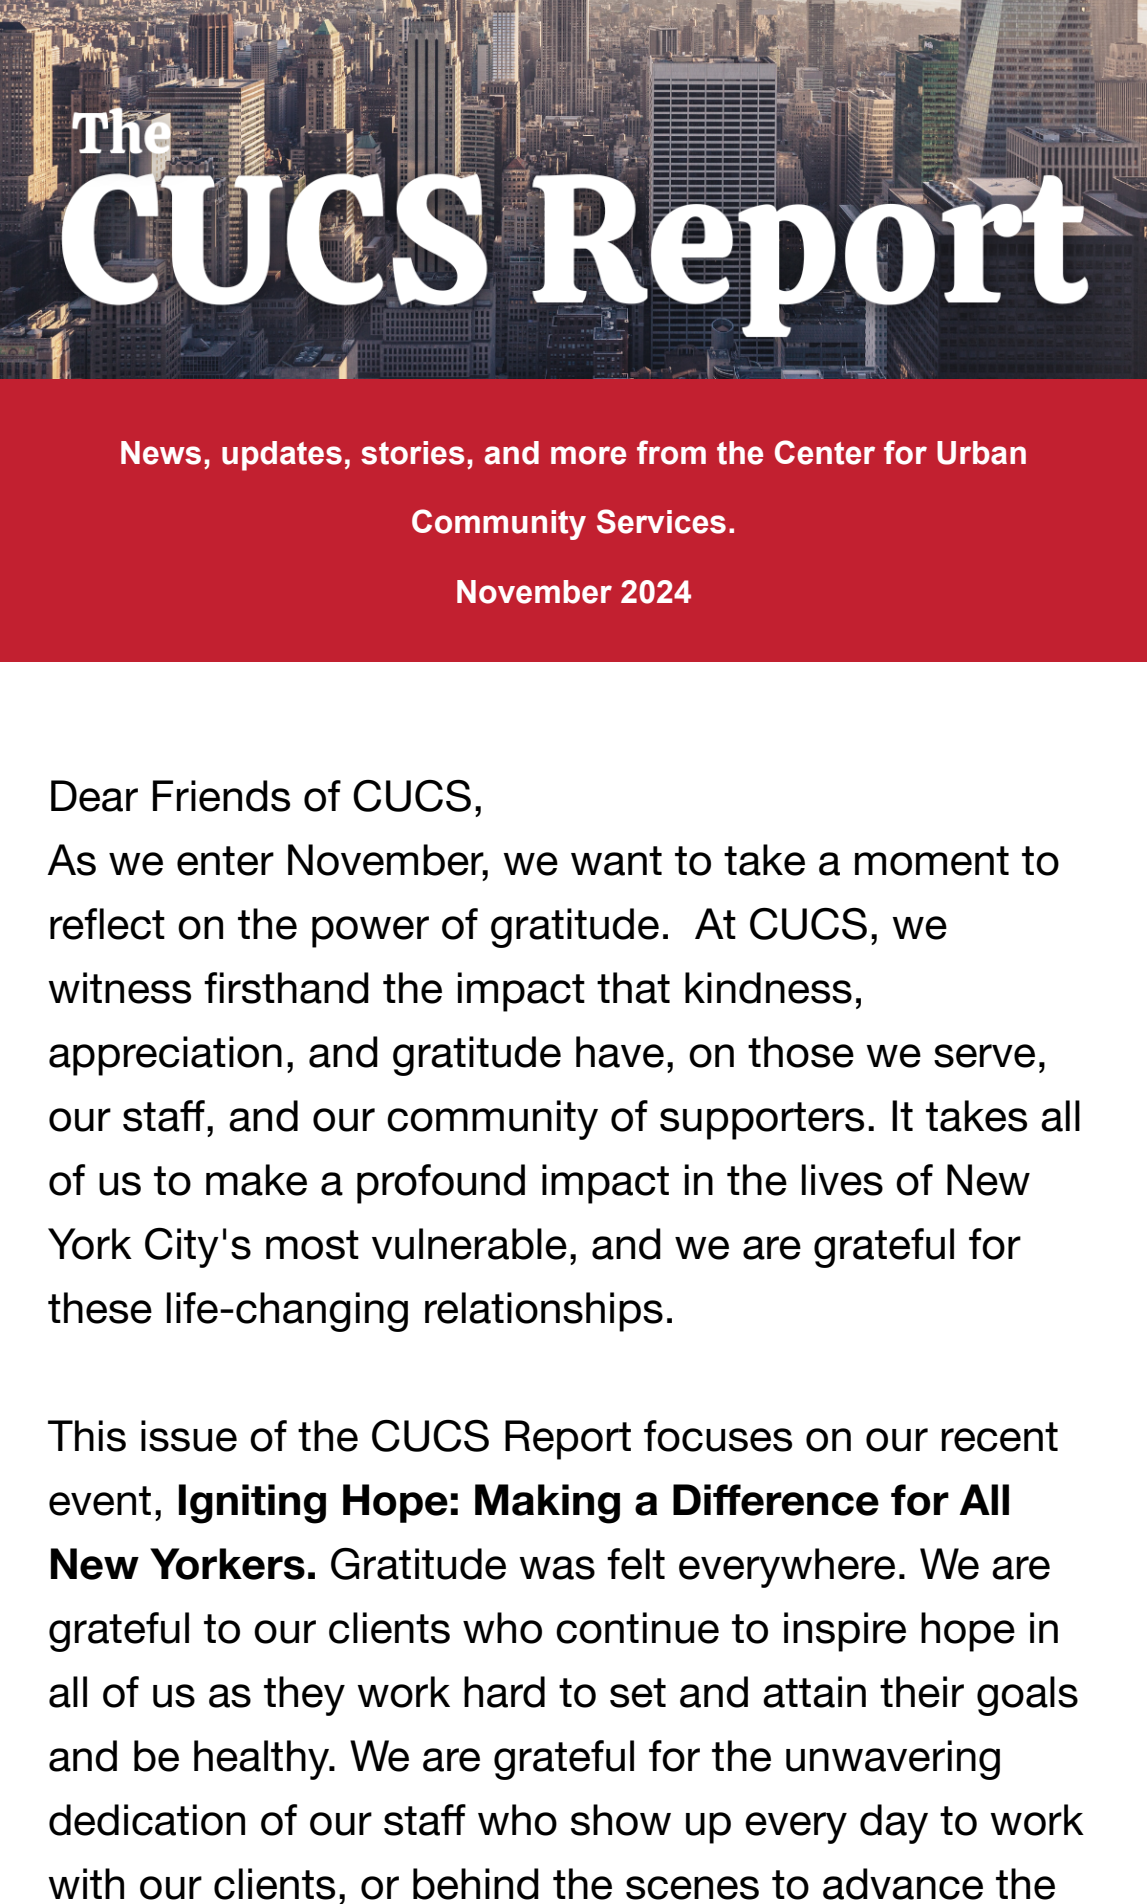 The
CUCS Report
News, updates, stories, and more from the Center for Urban
Community Services.
November 2024
Dear Friends of CUCS,
As we enter November, we want to take a moment to
reflect on the power of gratitude.  At CUCS, we
witness firsthand the impact that kindness,
appreciation, and gratitude have, on those we serve,
our staff, and our community of supporters. It takes all
of us to make a profound impact in the lives of New
York City's most vulnerable, and we are grateful for
these life-changing relationships.
This issue of the CUCS Report focuses on our recent
event, Igniting Hope: Making a Difference for All
New Yorkers. Gratitude was felt everywhere. We are
grateful to our clients who continue to inspire hope in
all of us as they work hard to set and attain their goals
and be healthy. We are grateful for the unwavering
dedication of our staff who show up every day to work
with our clients, or behind the scenes to advance the